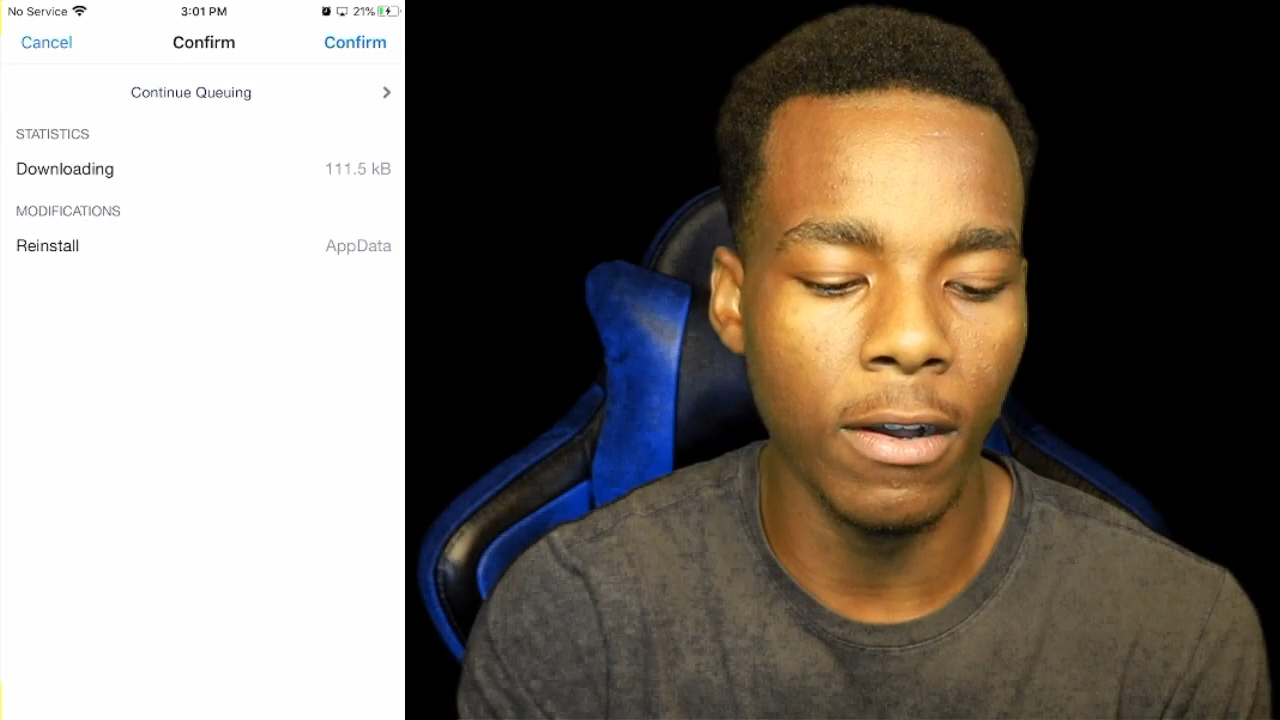 No Service 3:01 PM 21%
Cancel Confirm Confirm
Continue Queuing
STATISTICS
Downloading 111.5 kB
MODIFICATIONS
Reinstall AppData